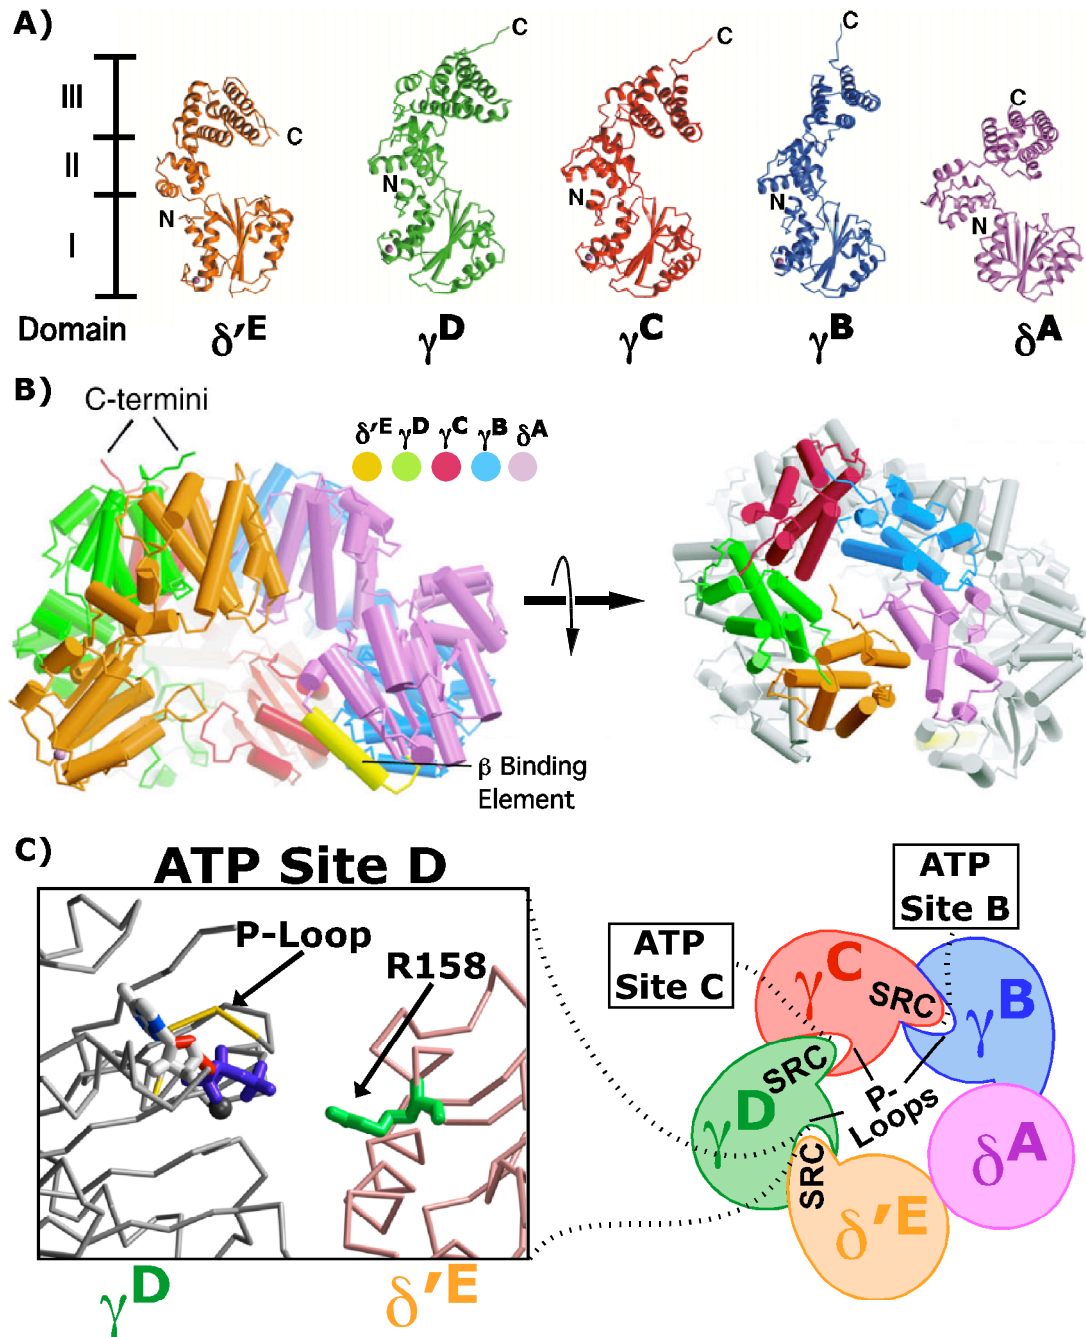 A)
C
C
C
C
C
III
II
I
N
N
N
N
N
Domain
δ′E
γD
γC
γB
δA
B)
C-termini
δ′E γD γC γB δA
β Binding
Element
C)
ATP Site D
P-Loop
R158
γD
δ′E
ATP
Site B
ATP
Site C
γC
SRC
γB
SRC
γD
P-
Loops
SRC
δA
δ′E